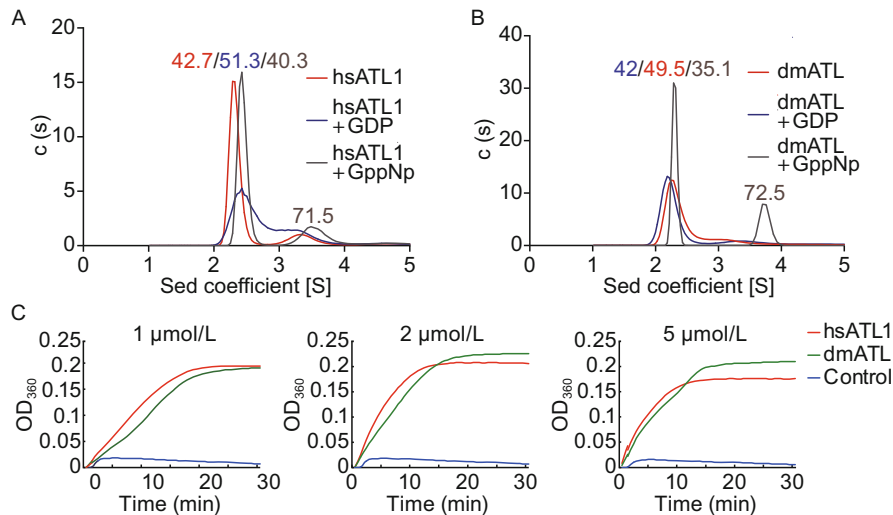 A
20
15
10
5
0
c (s)
42.7/51.3/40.3
71.5
0 1 2 3 4 5
Sed coefficient [S]
hsATL1
hsATL1
+GDP
hsATL1
+GppNp
B
40
30
20
10
0
c (s)
42/49.5/35.1
72.5
0 1 2 3 4 5
Sed coefficient [S]
dmATL
dmATL
+GDP
dmATL
+GppNp
C
1 μmol/L
0.25
0.2
0.15
0.1
0.05
0
OD360
0 10 20 30
Time (min)
2 μmol/L
0.25
0.2
0.15
0.1
0.05
0
OD360
0 10 20 30
Time (min)
5 μmol/L
0.25
0.2
0.15
0.1
0.05
0
OD360
0 10 20 30
Time (min)
hsATL1
dmATL
Control